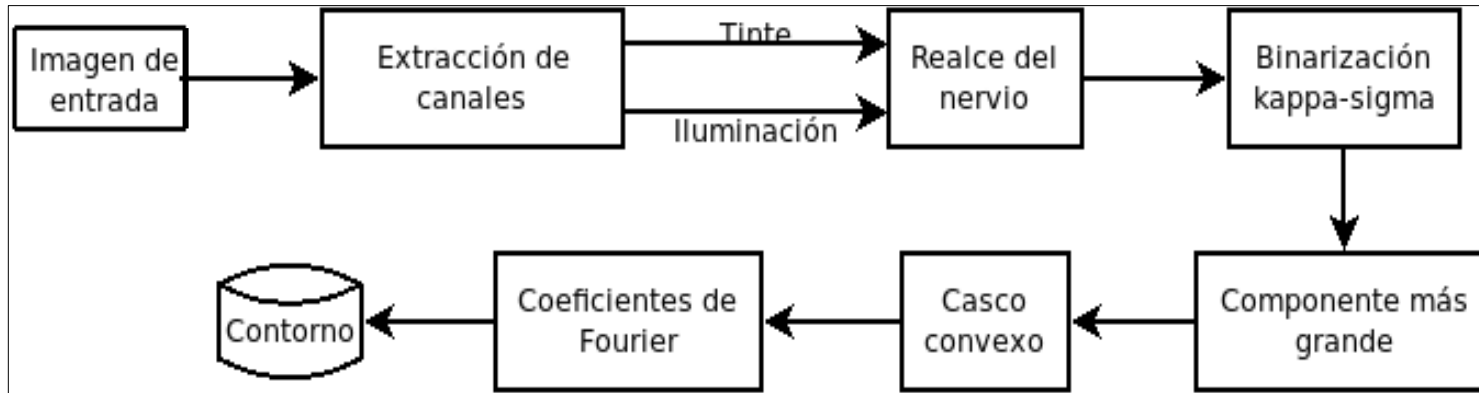 Imagen de
entrada
Extracción de
canales
Tinte
Iluminación
Realce del
nervio
Binarización
kappa-sigma
Componente más
grande
Casco
convexo
Coeficientes de
Fourier
Contorno